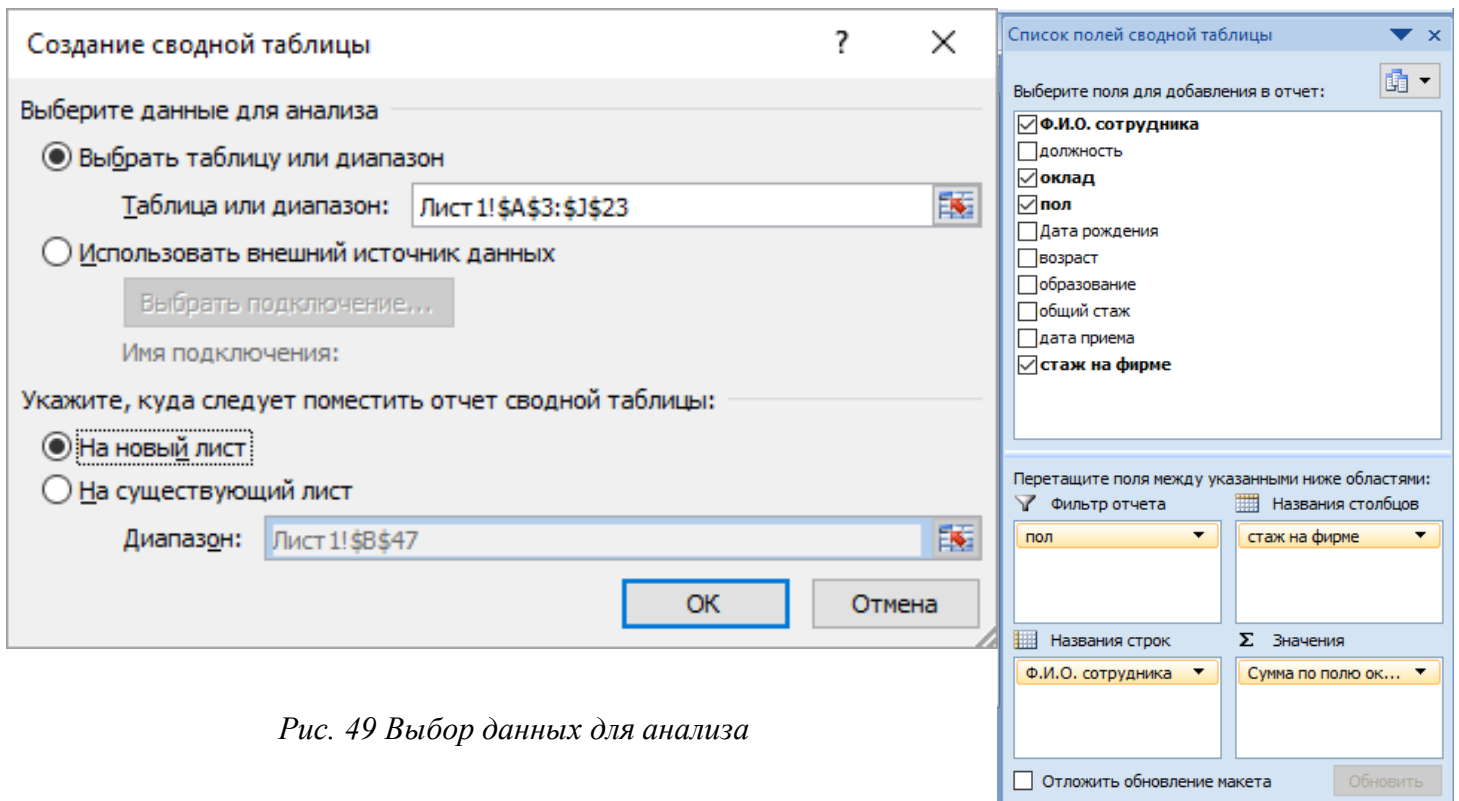 Создание сводной таблицы
?
Выберите данные для анализа
Выбрать таблицу или диапазон
Таблица или диапазон: Лист1!$A$3:$J$23
Использовать внешний источник данных
Выбрать подключение...
Имя подключения:
Укажите, куда следует поместить отчет сводной таблицы:
На новый лист
На существующий лист
Диапазон: Лист1!$B$47
ОК Отмена
Рис. 49 Выбор данных для анализа
Список полей сводной таблицы
Выберите поля для добавления в отчет:
Ф.И.О. сотрудника
должность
оклад
пол
Дата рождения
возраст
образование
общий стаж
дата приема
стаж на фирме
Перетащите поля между указанными ниже областями:
Фильтр отчета Названия столбцов
пол стаж на фирме
Названия строк Σ Значения
Ф.И.О. сотрудника Сумма по полю ок...
Отложить обновление макета Обновить